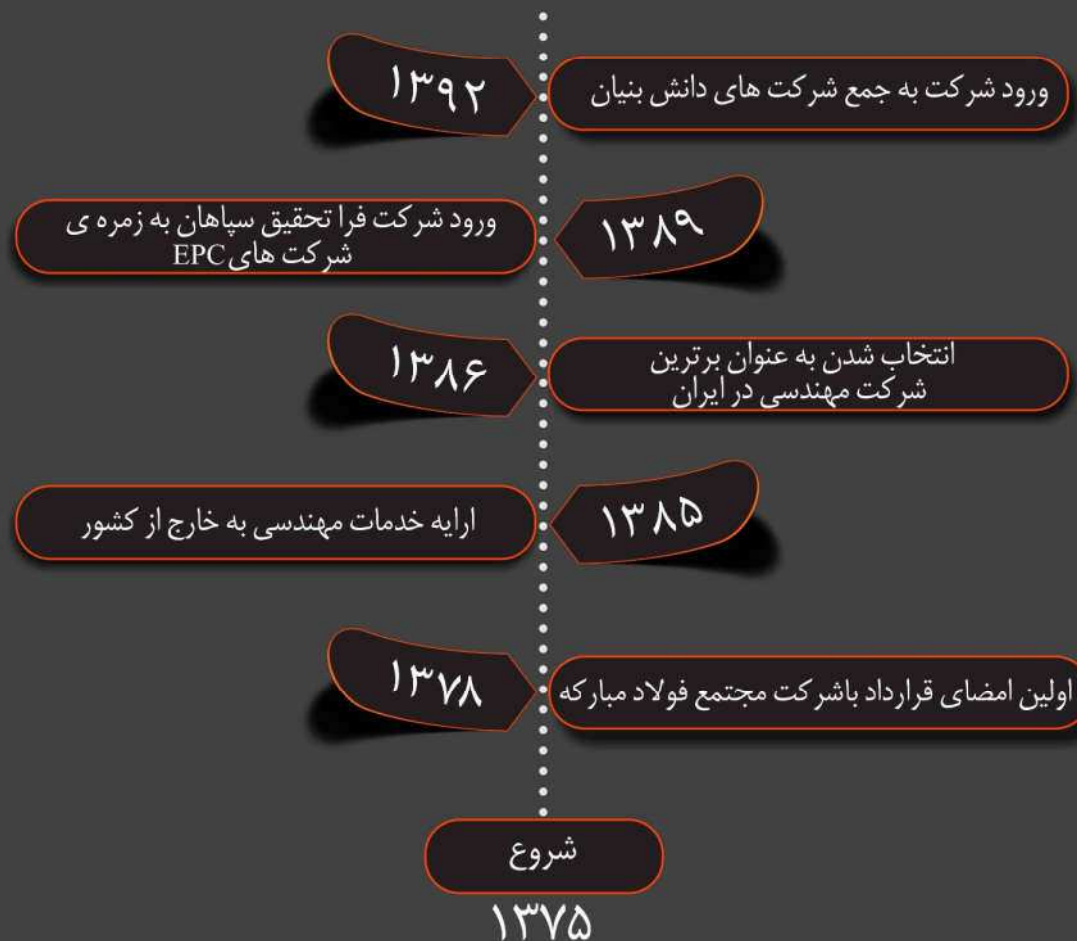 ۱۳۹۲
ورود شرکت به جمع شرکت های دانش بنیان
۱۳۸۹
ورود شرکت فرا تحقیق سپاهان به زمره ی
شرکت های EPC
۱۳۸۶
انتخاب شدن به عنوان برترین
شرکت مهندسی در ایران
۱۳۸۵
ارایه خدمات مهندسی به خارج از کشور
۱۳۷۸
اولین امضای قرارداد باشرکت مجتمع فولاد مبارکه
شروع
۱۳۷۵